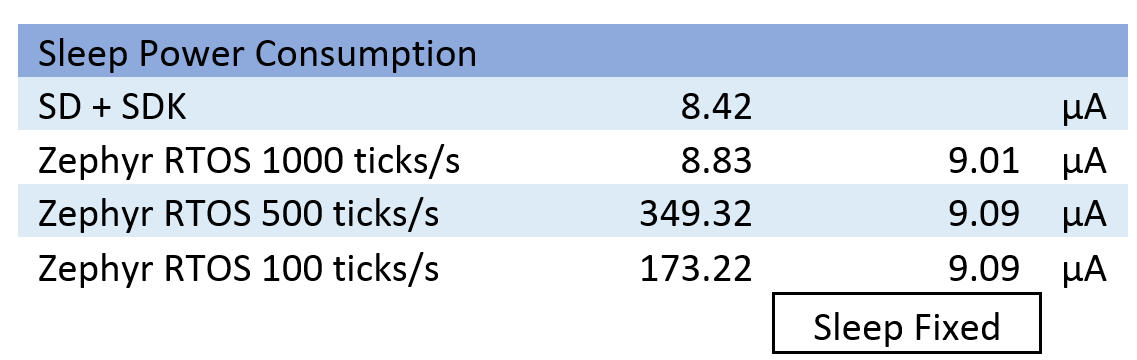 Sleep Power Consumption
SD + SDK 8.42 µA
Zephyr RTOS 1000 ticks/s 8.83 9.01 µA
Zephyr RTOS 500 ticks/s 349.32 9.09 µA
Zephyr RTOS 100 ticks/s 173.22 9.09 µA
Sleep Fixed